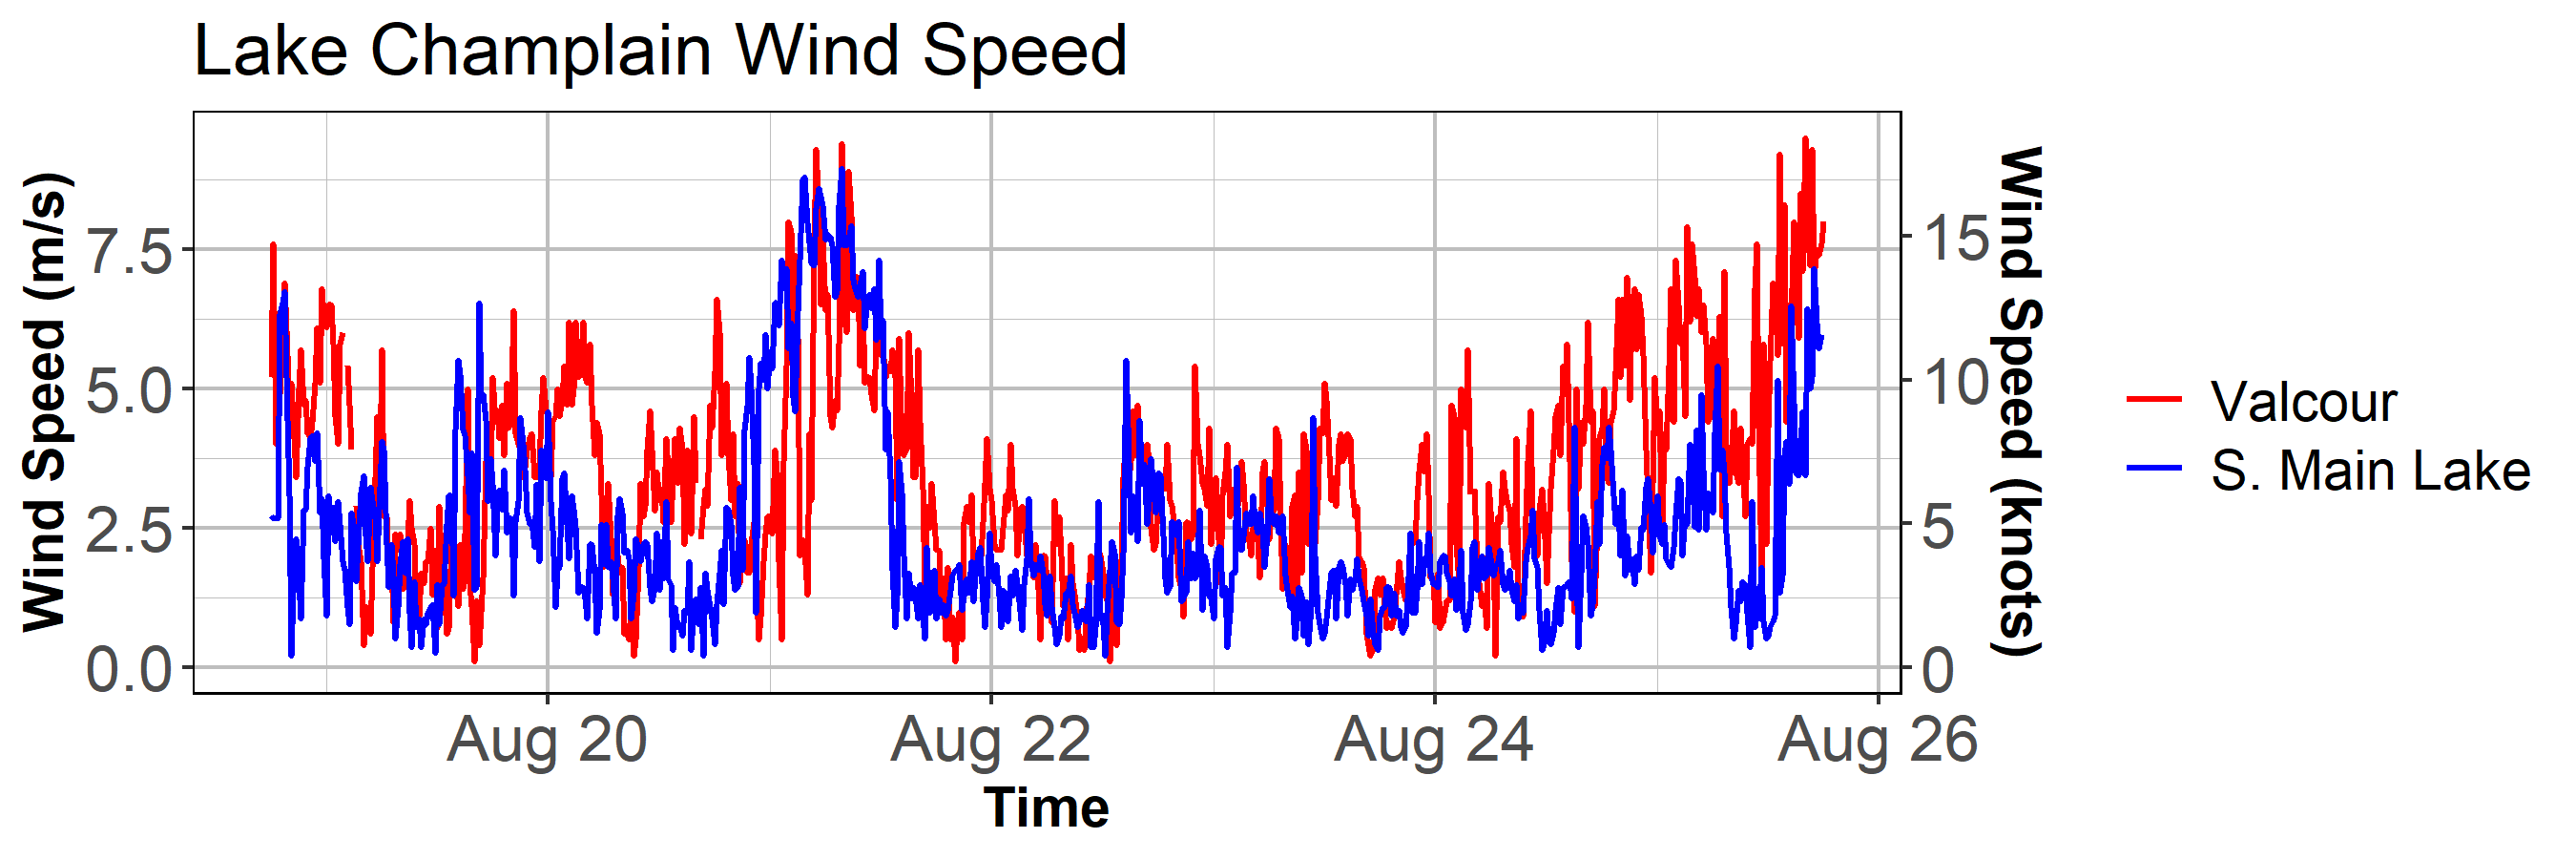 Lake Champlain Wind Speed
Wind Speed (m/s)
7.5
5.0
2.5
0.0
Wind Speed (knots)
15
10
5
0
Aug 20
Aug 22
Aug 24
Aug 26
Time
Valcour
S. Main Lake